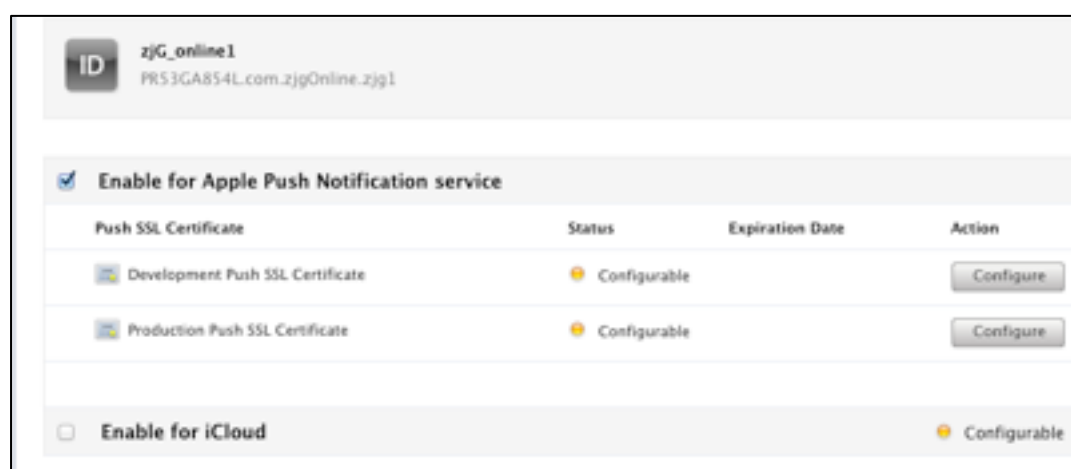 ID
zjG_online1
PR53GA854L.com.zjgOnline.zjg1
Enable for Apple Push Notification service
Push SSL Certificate Status Expiration Date Action
Development Push SSL Certificate Configurable Configure
Production Push SSL Certificate Configurable Configure
Enable for iCloud Configurable